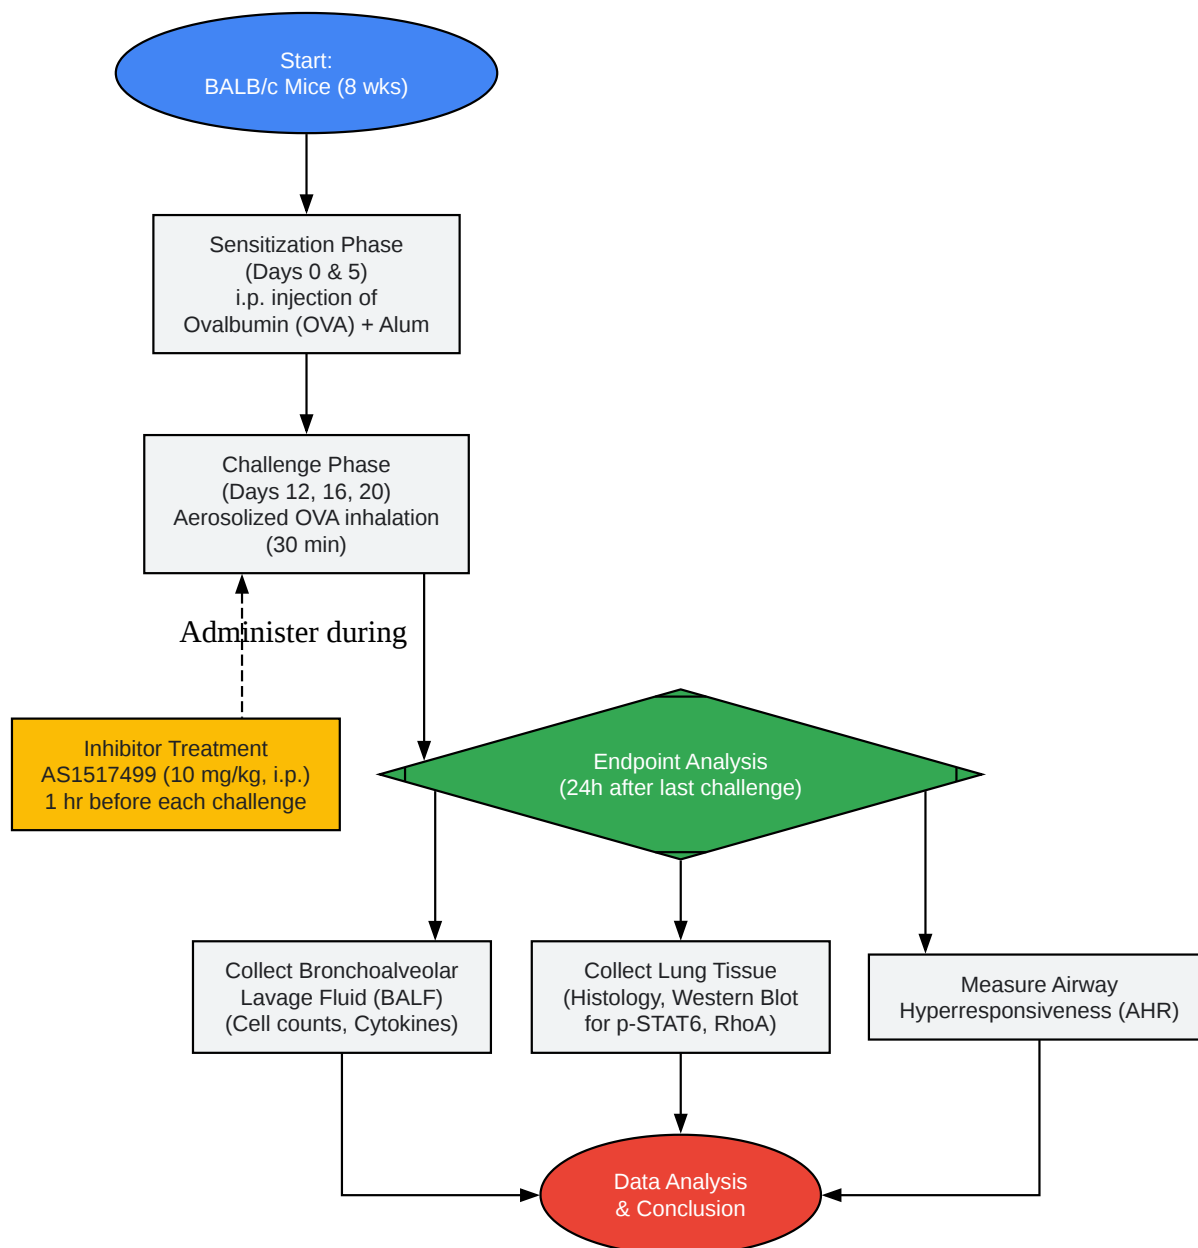 Start:
BALB/c Mice (8 wks)
Sensitization Phase
(Days 0 & 5)
i.p. injection of
Ovalbumin (OVA) + Alum
Challenge Phase
(Days 12, 16, 20)
Aerosolized OVA inhalation
(30 min)
Administer during
Inhibitor Treatment
AS1517499 (10 mg/kg, i.p.)
1 hr before each challenge
Endpoint Analysis
(24h after last challenge)
Collect Bronchoalveolar
Lavage Fluid (BALF)
(Cell counts, Cytokines)
Collect Lung Tissue
(Histology, Western Blot
for p-STAT6, RhoA)
Measure Airway
Hyperresponsiveness (AHR)
Data Analysis
& Conclusion